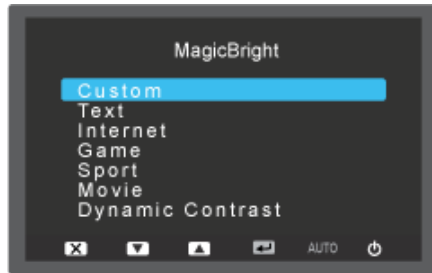 MagicBright
Custom
Text
Internet
Game
Sport
Movie
Dynamic Contrast
AUTO